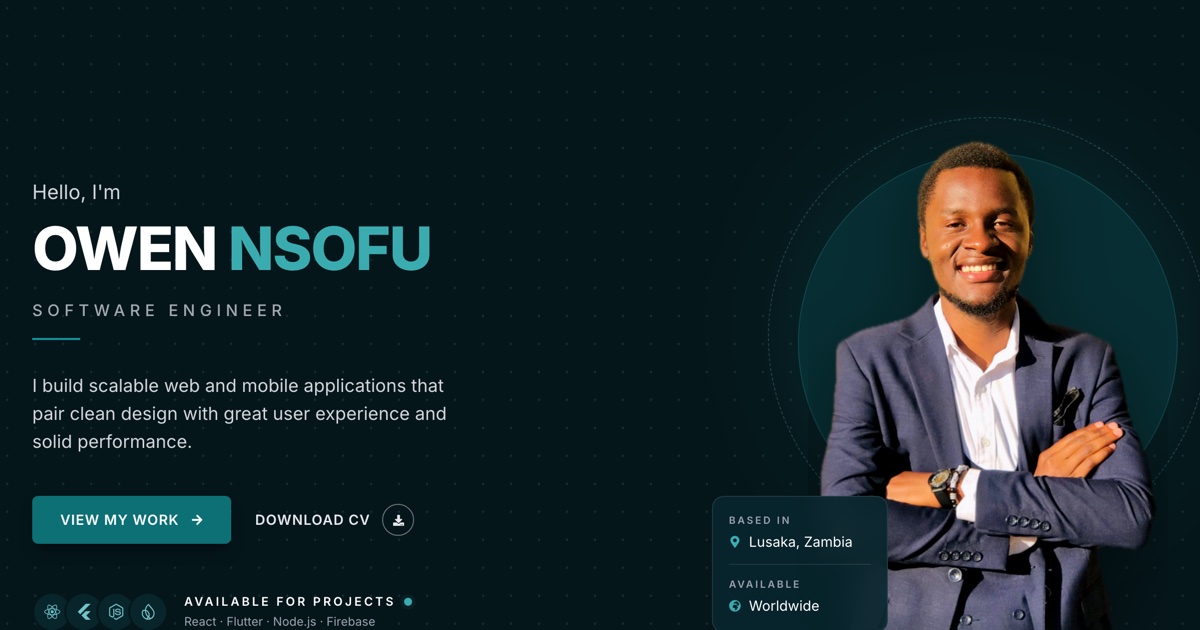 Hello, I'm
OWEN NSOFU
SOFTWARE ENGINEER
I build scalable web and mobile applications that
pair clean design with great user experience and
solid performance.
VIEW MY WORK →
DOWNLOAD CV
AVAILABLE FOR PROJECTS
React · Flutter · Node.js · Firebase
BASED IN
Lusaka, Zambia
AVAILABLE
Worldwide